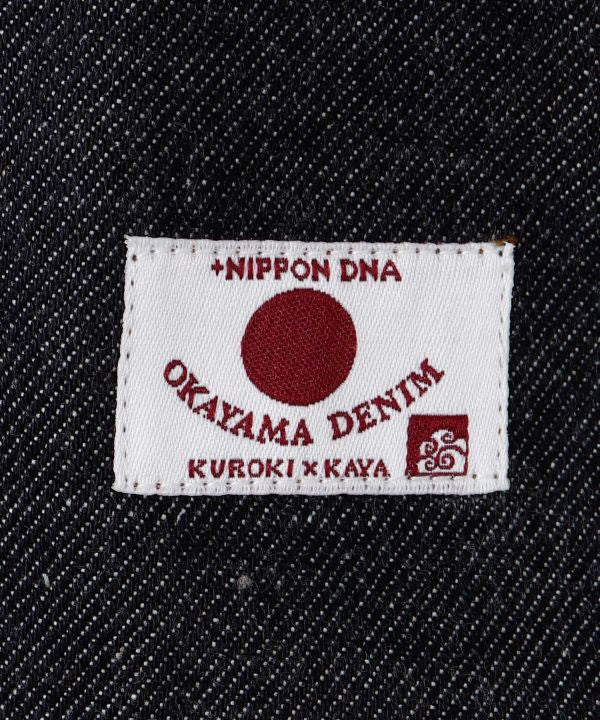 +NIPPON DNA
OKAYAMA DENIM
KUROKI × KAYA